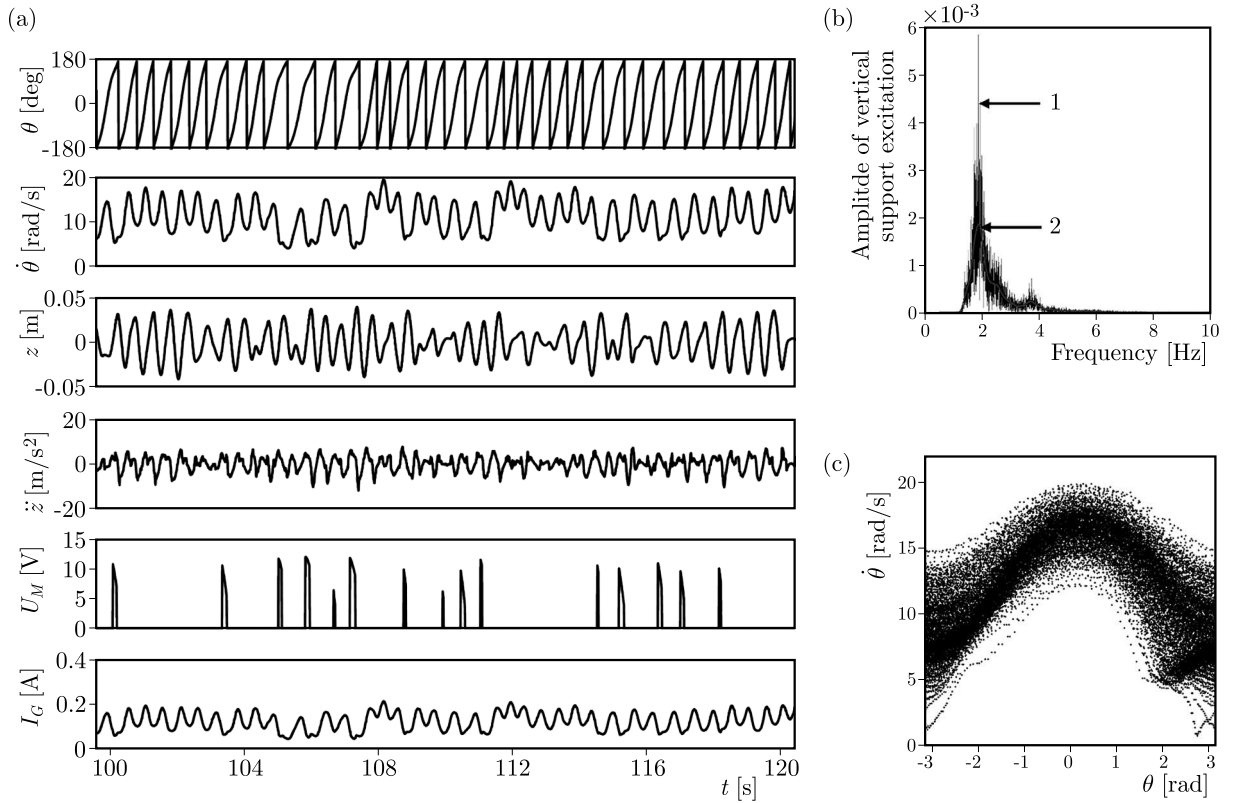 (a)
180
0
-180
θ [deg]
20
10
0
θ̇ [rad/s]
0.05
0
-0.05
z [m]
20
0
-20
z̈ [m/s²]
15
10
5
0
U_M [V]
0.4
0.2
0
I_G [A]
100 104 108 112 116 120
t [s]
(b)
×10⁻³
6
5
4
3
2
1
0
Amplitde of vertical
support excitation
1
2
0 2 4 6 8 10
Frequency [Hz]
(c)
20
15
10
5
0
θ̇ [rad/s]
-3 -2 -1 0 1 2 3
θ [rad]